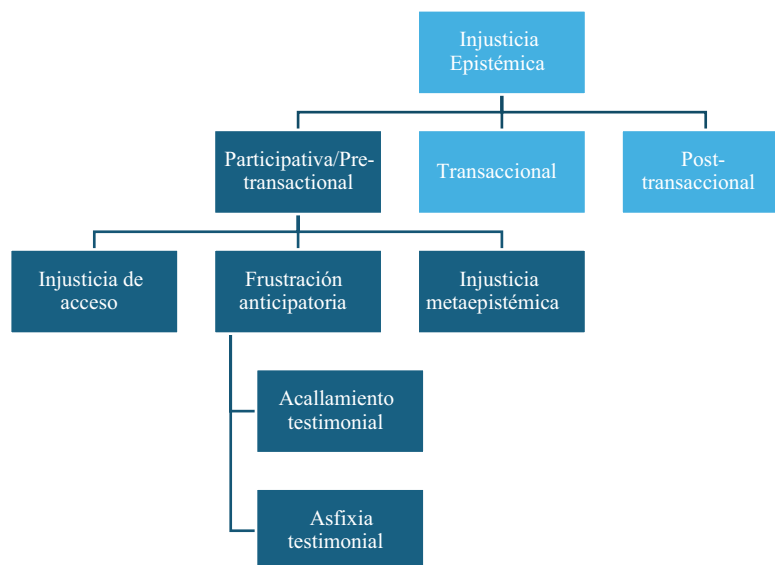 Injusticia
Epistémica
Participativa/Pre-
transactional
Transaccional
Post-
transaccional
Injusticia de
acceso
Frustración
anticipatoria
Injusticia
metaepistémica
Acallamiento
testimonial
Asfixia
testimonial